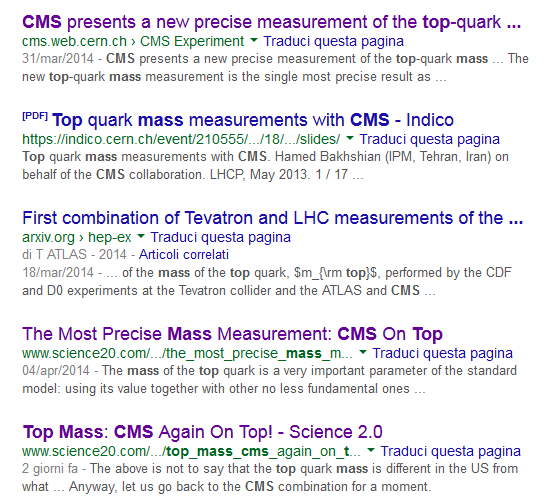 CMS presents a new precise measurement of the top-quark ...
cms.web.cern.ch › CMS Experiment ▼ Traduci questa pagina
31/mar/2014 - CMS presents a new precise measurement of the top-quark mass ... The
new top-quark mass measurement is the single most precise result as ...
[PDF] Top quark mass measurements with CMS - Indico
https://indico.cern.ch/event/210555/.../18/.../slides/ ▼ Traduci questa pagina
Top quark mass measurements with CMS. Hamed Bakhshian (IPM, Tehran, Iran) on
behalf of the CMS collaboration. LHCP, May 2013. 1 / 17 ...
First combination of Tevatron and LHC measurements of the ...
arxiv.org › hep-ex ▼ Traduci questa pagina
di T ATLAS - 2014 - Articoli correlati
18/mar/2014 - ... of the mass of the top quark, $m_{\rm top}$, performed by the CDF
and D0 experiments at the Tevatron collider and the ATLAS and CMS ...
The Most Precise Mass Measurement: CMS On Top
www.science20.com/.../the_most_precise_mass_m... ▼ Traduci questa pagina
04/apr/2014 - The mass of the top quark is a very important parameter of the standard
model: using its value together with other no less fundamental ones ...
Top Mass: CMS Again On Top! - Science 2.0
www.science20.com/.../top_mass_cms_again_on_t... ▼ Traduci questa pagina
2 giorni fa - The above is not to say that the top quark mass is different in the US from
what ... Anyway, let us go back to the CMS combination for a moment.